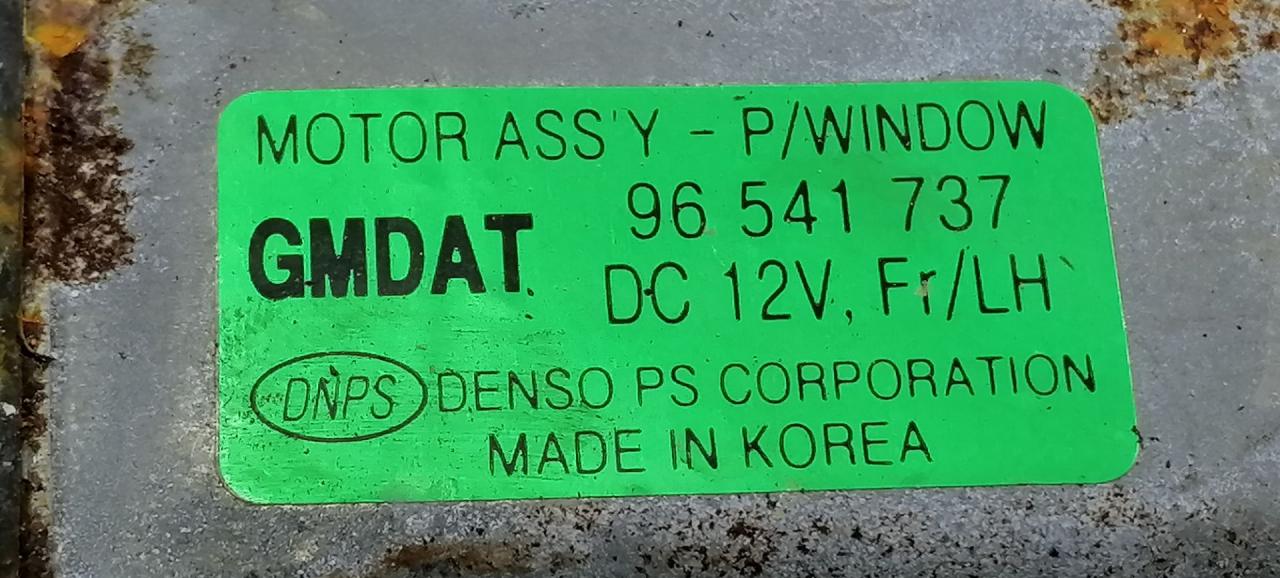 MOTOR ASS'Y - P/WINDOW
GMDAT
96 541 737
DC 12V, Fr/LH
DNPS DENSO PS CORPORATION
MADE IN KOREA